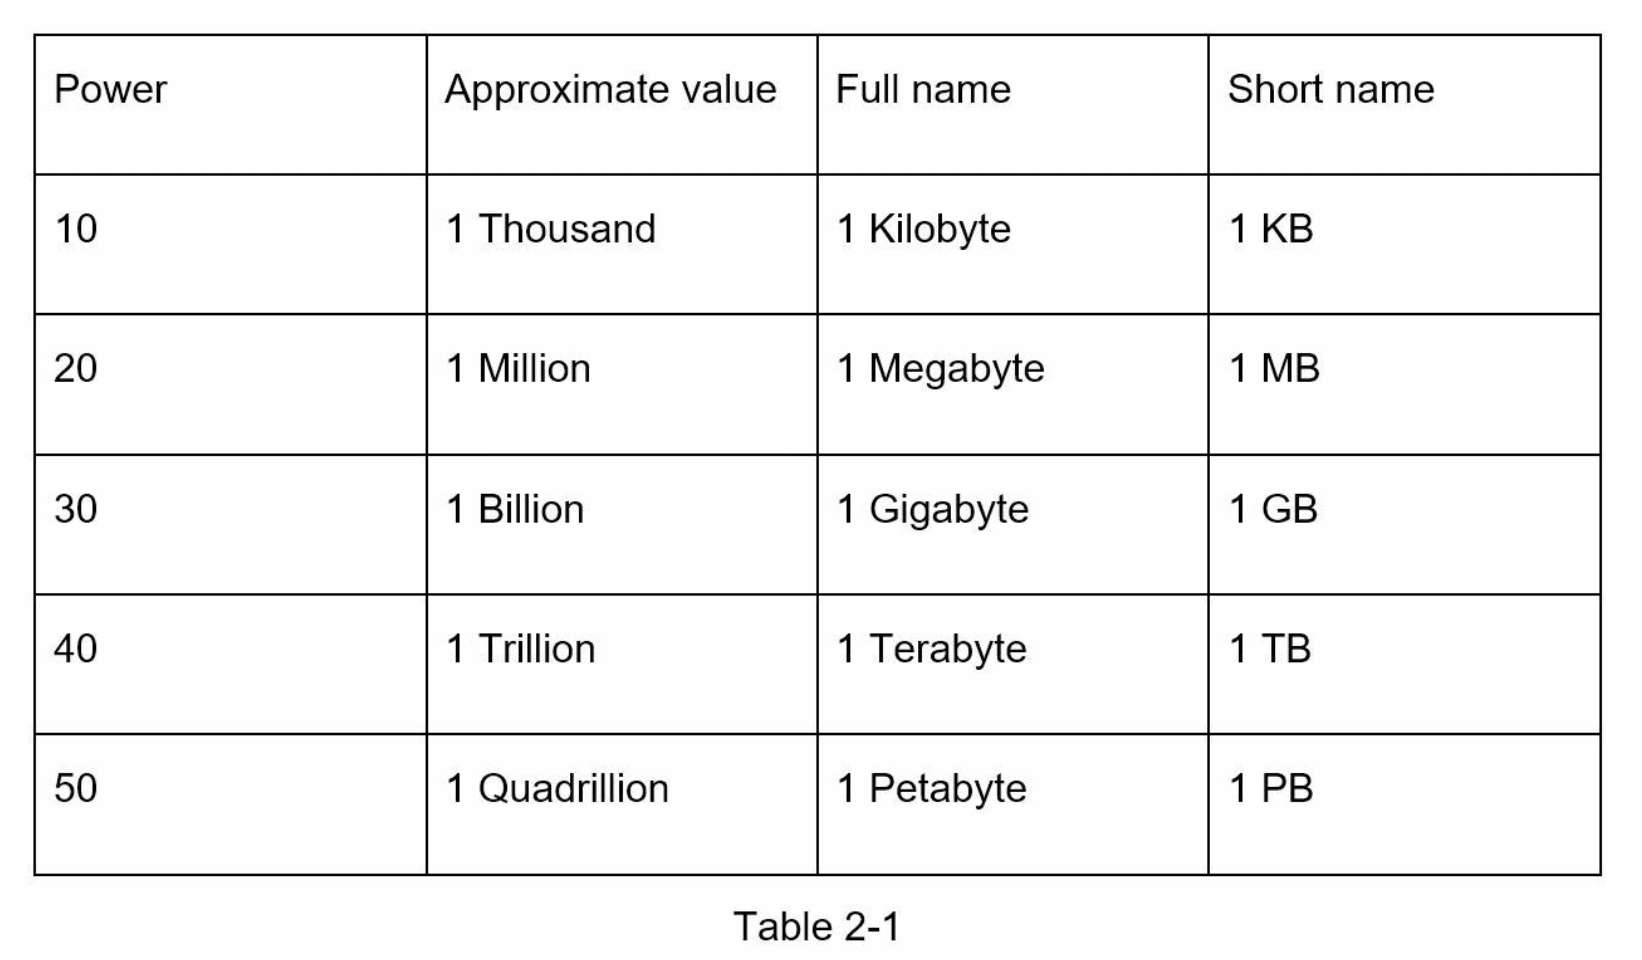 Power Approximate value Full name Short name
10 1 Thousand 1 Kilobyte 1 KB
20 1 Million 1 Megabyte 1 MB
30 1 Billion 1 Gigabyte 1 GB
40 1 Trillion 1 Terabyte 1 TB
50 1 Quadrillion 1 Petabyte 1 PB
Table 2-1